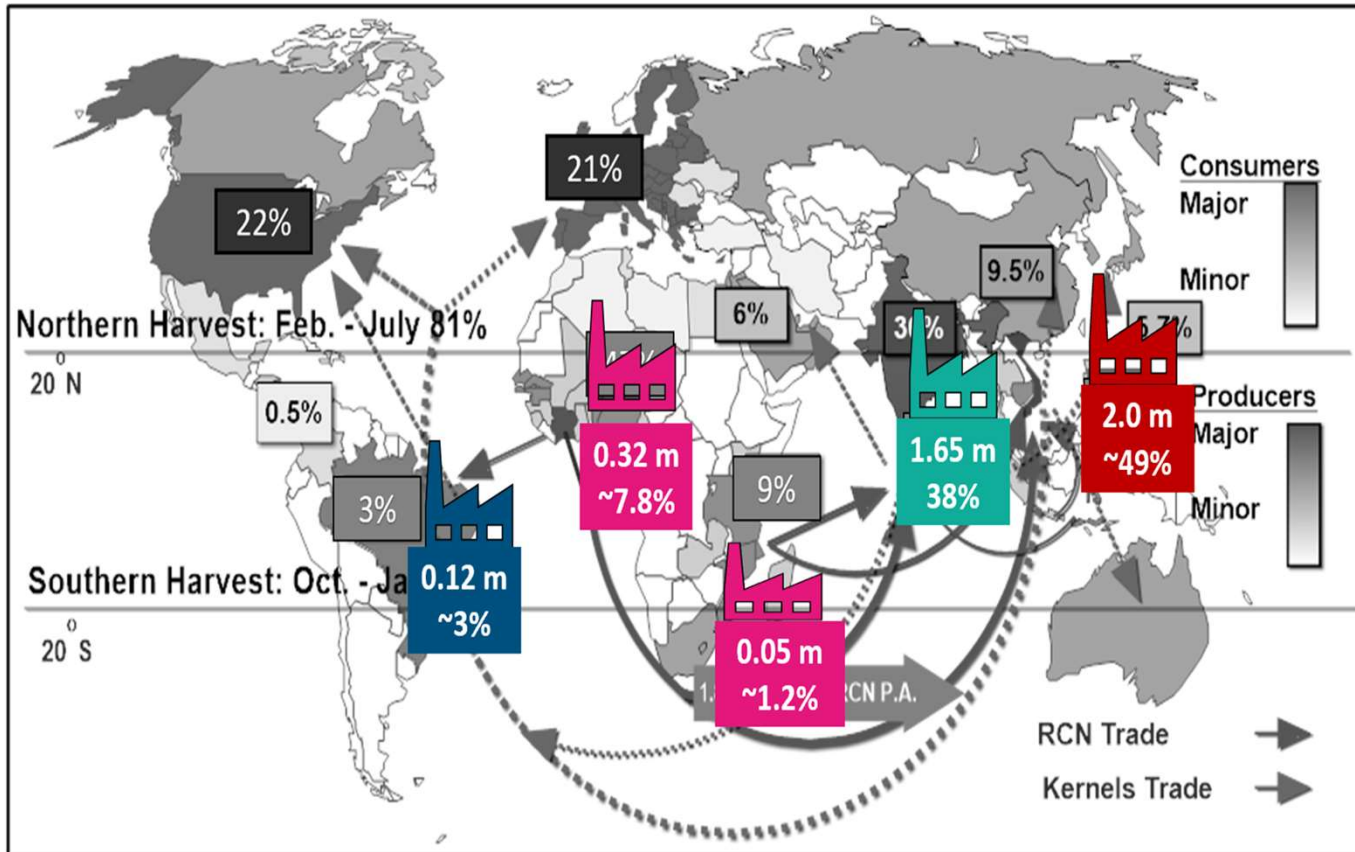 21%
Consumers
Major
22%
9.5%
Minor
6%
Northern Harvest: Feb. - July 81%
20 N
Producers
0.5%
Major
2.0 m
~49%
0.32 m
~7.8%
1.65 m
38%
3%
9%
Minor
Southern Harvest: Oct. -
0.12 m
~3%
20 S
0.05 m
~1.2%
RCN P.A.
RCN Trade
Kernels Trade